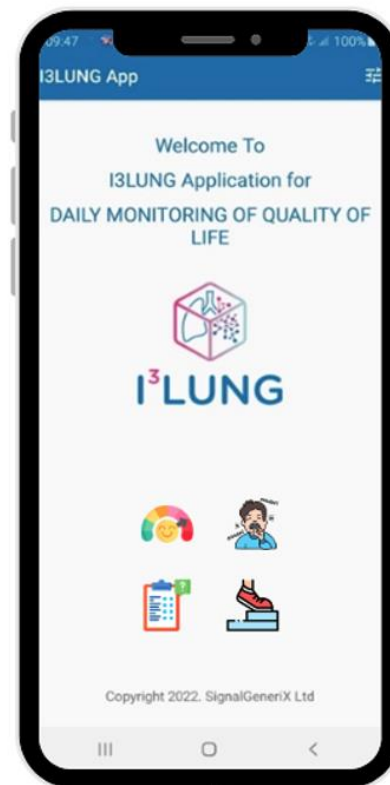 09.47
100%
I3LUNG App
Welcome To
I3LUNG Application for
DAILY MONITORING OF QUALITY OF
LIFE
I³LUNG
?
Copyright 2022. SignalGeneriX Ltd